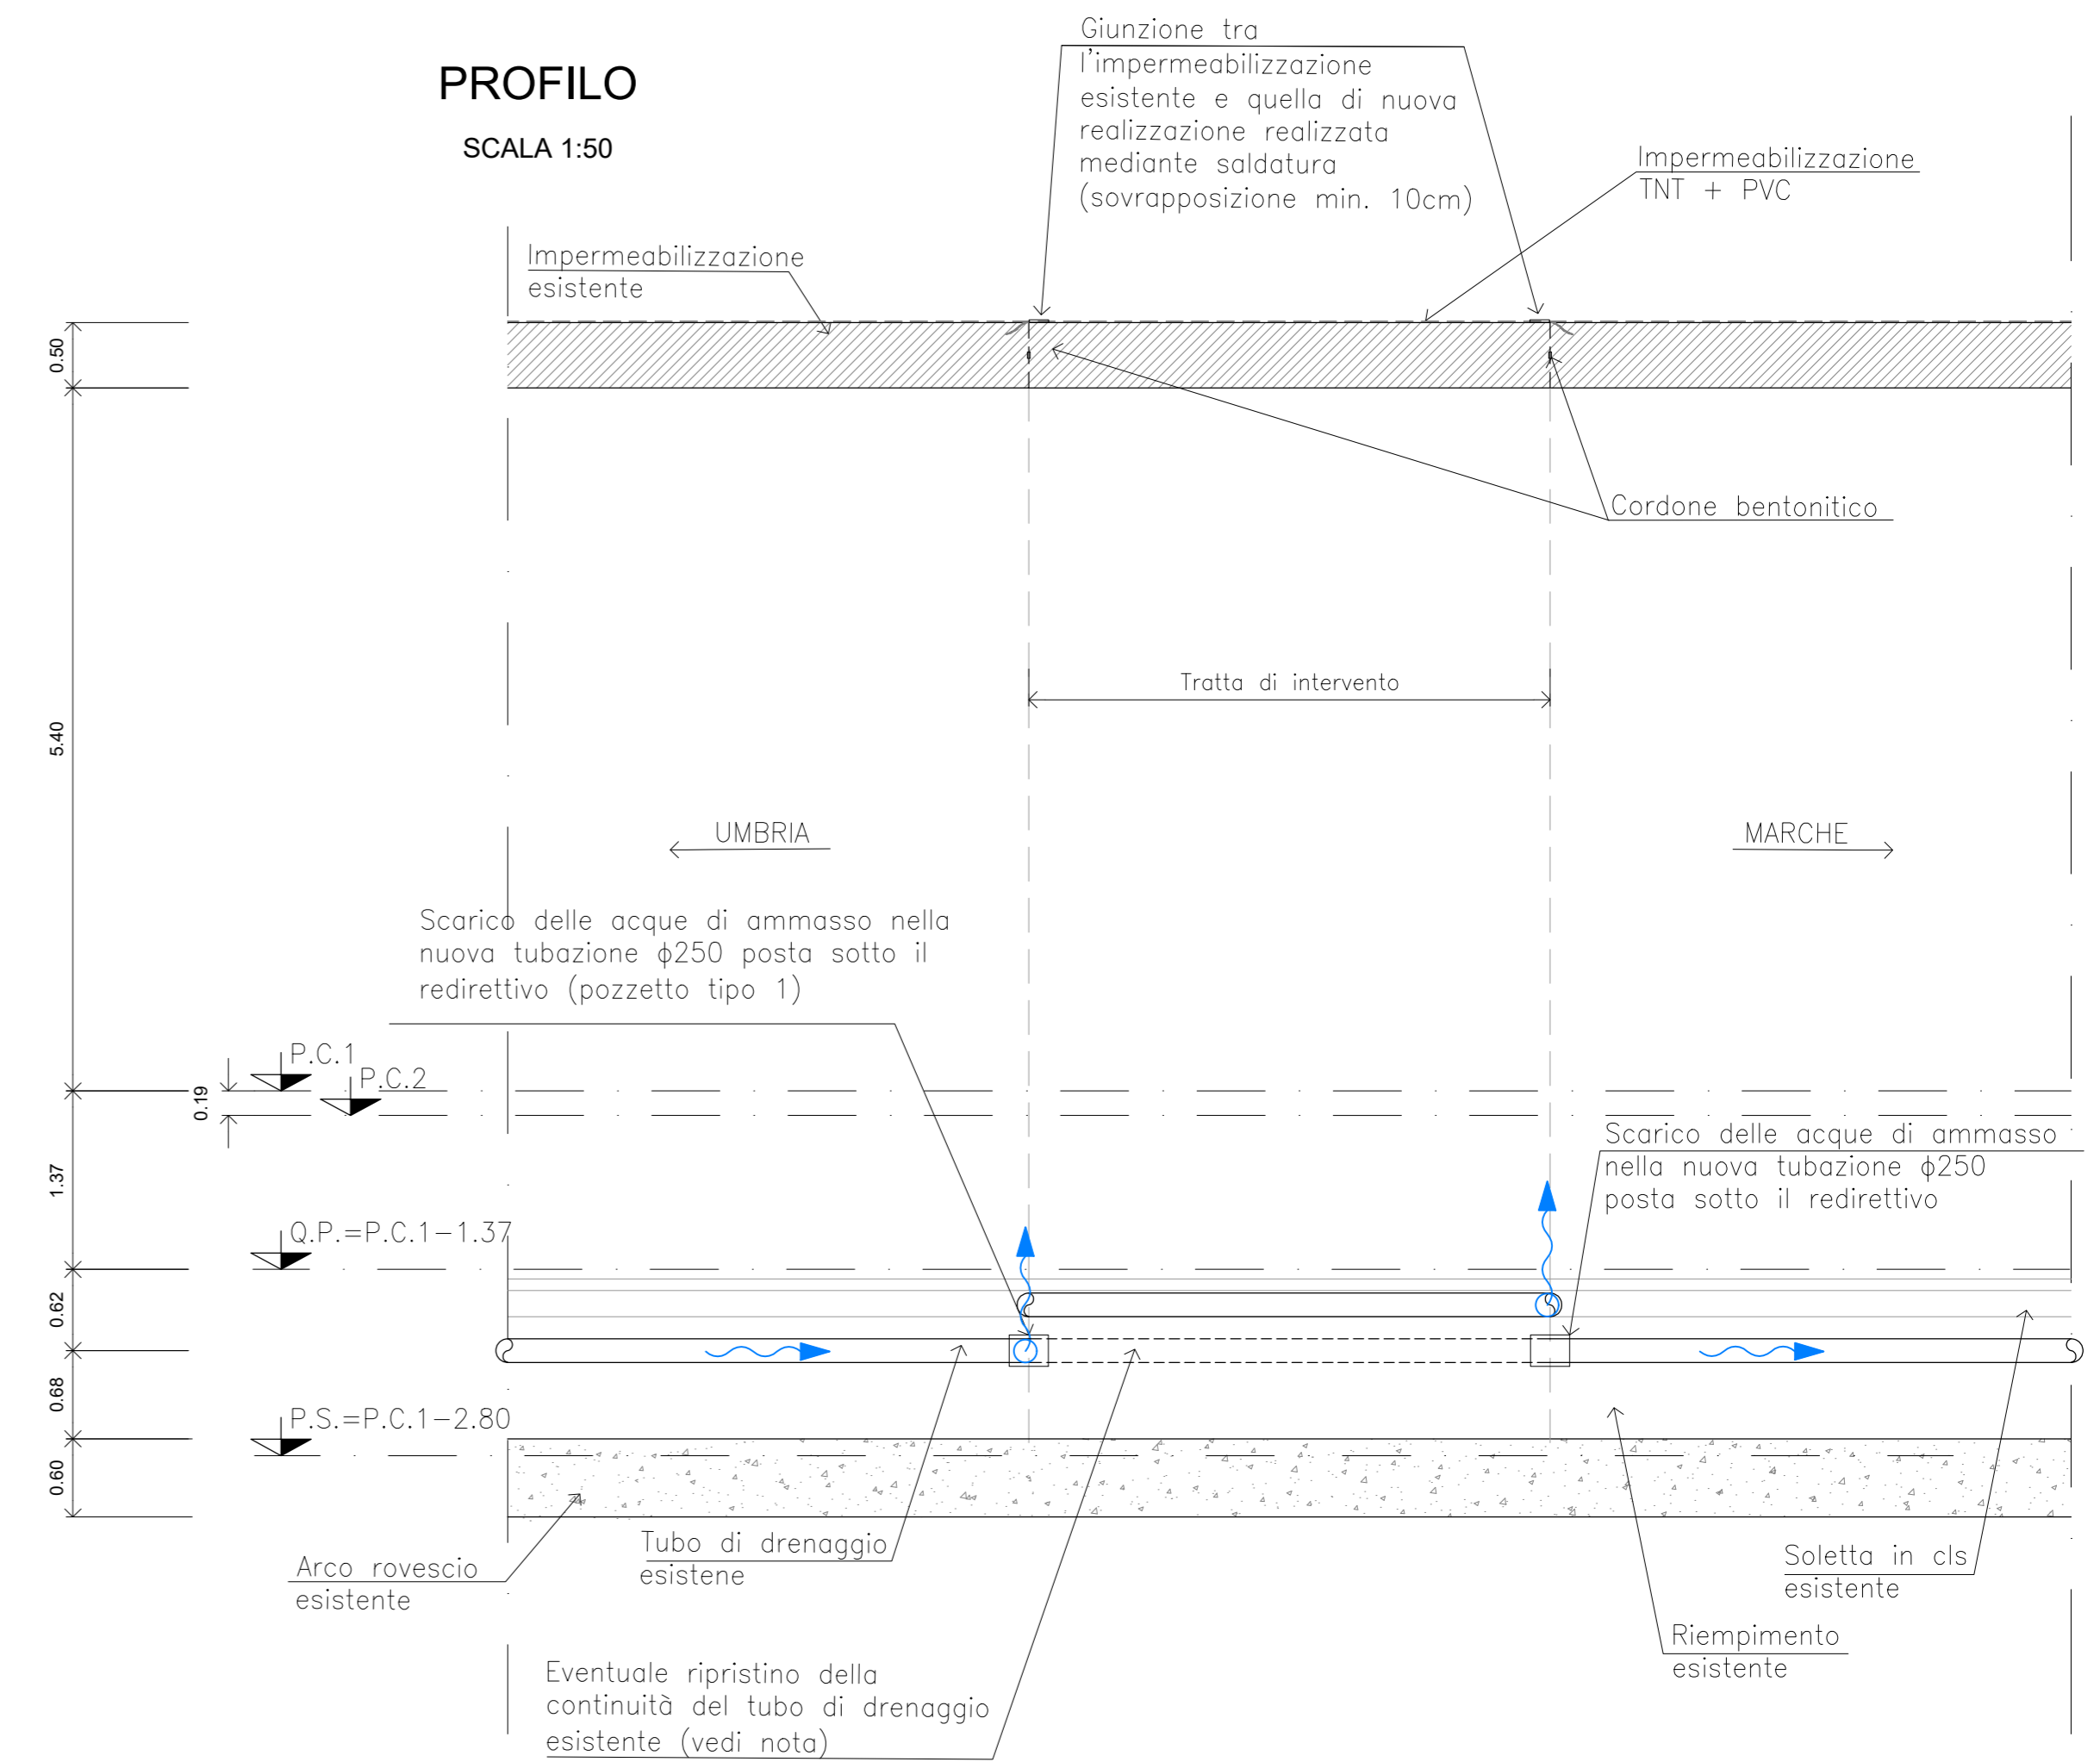 PROFILO
SCALA 1:50
Giunzione tra
l'impermeabilizzazione
esistente e quella di nuova
realizzazione realizzata
mediante saldatura
(sovrapposizione min. 10cm)
Impermeabilizzazione
TNT + PVC
Impermeabilizzazione
esistente
0.50
Cordone bentonitico
5.40
Tratta di intervento
UMBRIA
MARCHE
Scarico delle acque di ammasso nella
nuova tubazione ϕ250 posta sotto il
redirettivo (pozzetto tipo 1)
P.C.1
P.C.2
0.19
Scarico delle acque di ammasso
nella nuova tubazione ϕ250
posta sotto il redirettivo
1.37
Q.P.=P.C.1-1.37
0.62
0.68
P.S.=P.C.1-2.80
0.60
Tubo di drenaggio
esistene
Arco rovescio
esistente
Soletta in cls
esistente
Riempimento
esistente
Eventuale ripristino della
continuità del tubo di drenaggio
esistente (vedi nota)